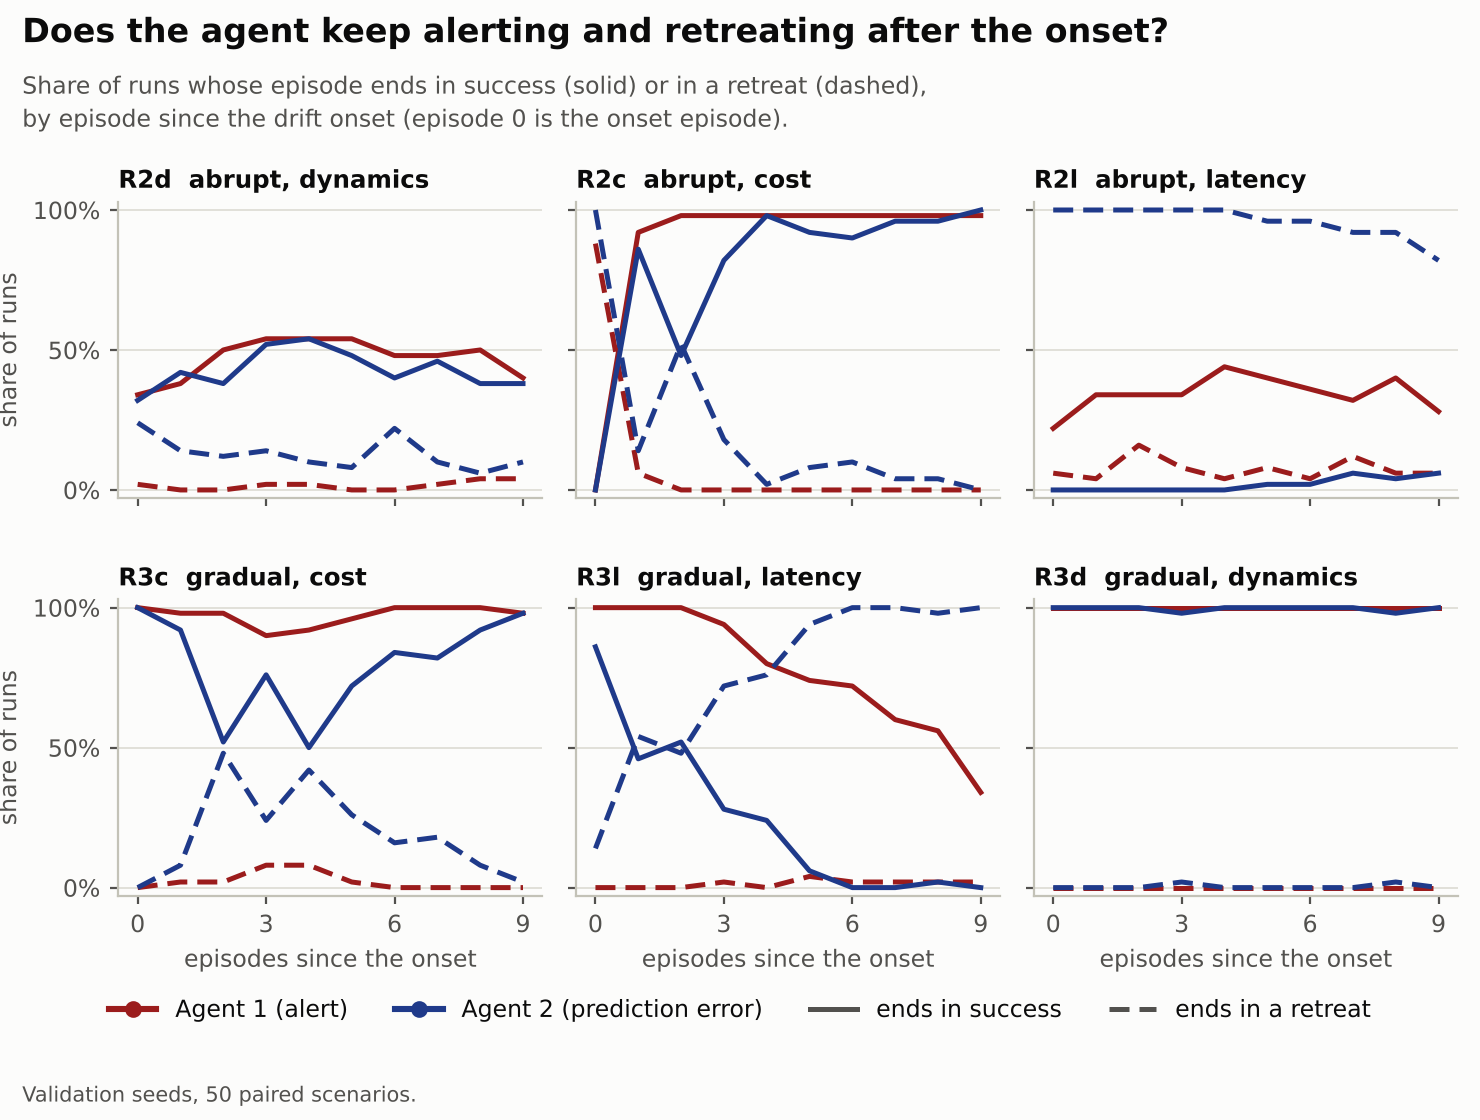 Does the agent keep alerting and retreating after the onset?
Share of runs whose episode ends in success (solid) or in a retreat (dashed),
by episode since the drift onset (episode 0 is the onset episode).
R2d  abrupt, dynamics
R2c  abrupt, cost
R2l  abrupt, latency
100%
50%
0%
share of runs
R3c  gradual, cost
R3l  gradual, latency
R3d  gradual, dynamics
100%
50%
0%
share of runs
0 3 6 9
0 3 6 9
0 3 6 9
episodes since the onset
episodes since the onset
episodes since the onset
Agent 1 (alert)
Agent 2 (prediction error)
ends in success
ends in a retreat
Validation seeds, 50 paired scenarios.